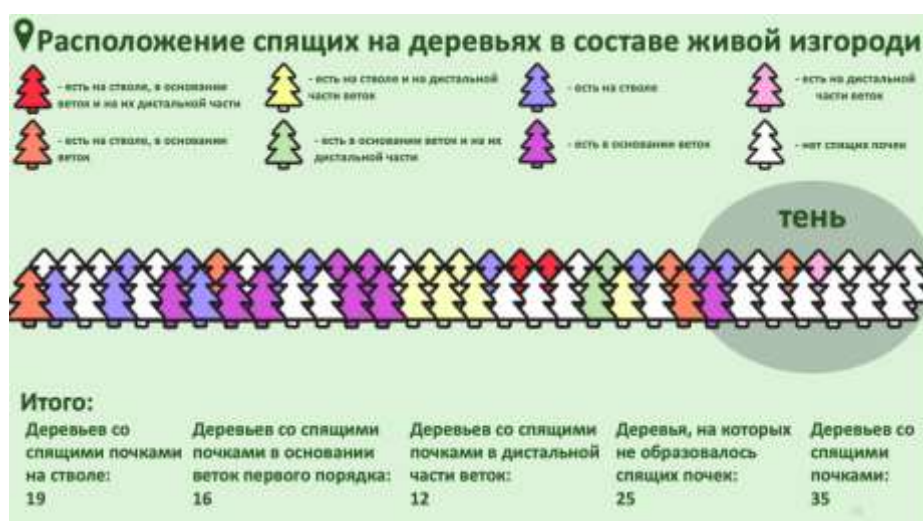 Расположение спящих на деревьях в составе живой изгороди
- есть на стволе, в основании
веток и на их дистальной части
- есть на стволе и на дистальной
части веток
- есть на стволе
- есть на дистальной
части веток
- есть на стволе, в основании
веток
- есть в основании веток и на их
дистальной части
- есть в основании веток
- нет спящих почек
тень
Итого:
Деревьев со
спящими почками
на стволе:
19
Деревьев со спящими
почками в основании
веток первого порядка:
16
Деревьев со спящими
почками в дистальной
части веток:
12
Деревья, на которых
не образовалось
спящих почек:
25
Деревьев со
спящими
почками:
35